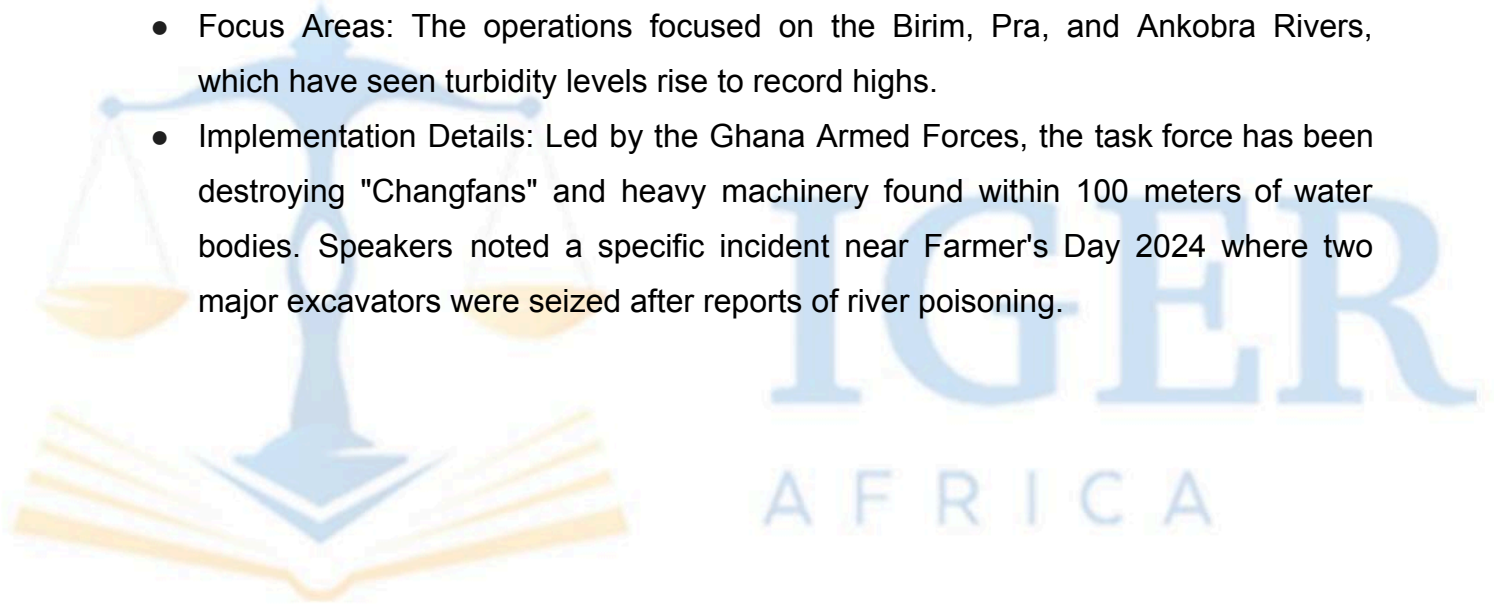 ● Focus Areas: The operations focused on the Birim, Pra, and Ankobra Rivers,
which have seen turbidity levels rise to record highs.
● Implementation Details: Led by the Ghana Armed Forces, the task force has been
destroying "Changfans" and heavy machinery found within 100 meters of water
bodies. Speakers noted a specific incident near Farmer's Day 2024 where two
major excavators were seized after reports of river poisoning.
IGER
AFRICA